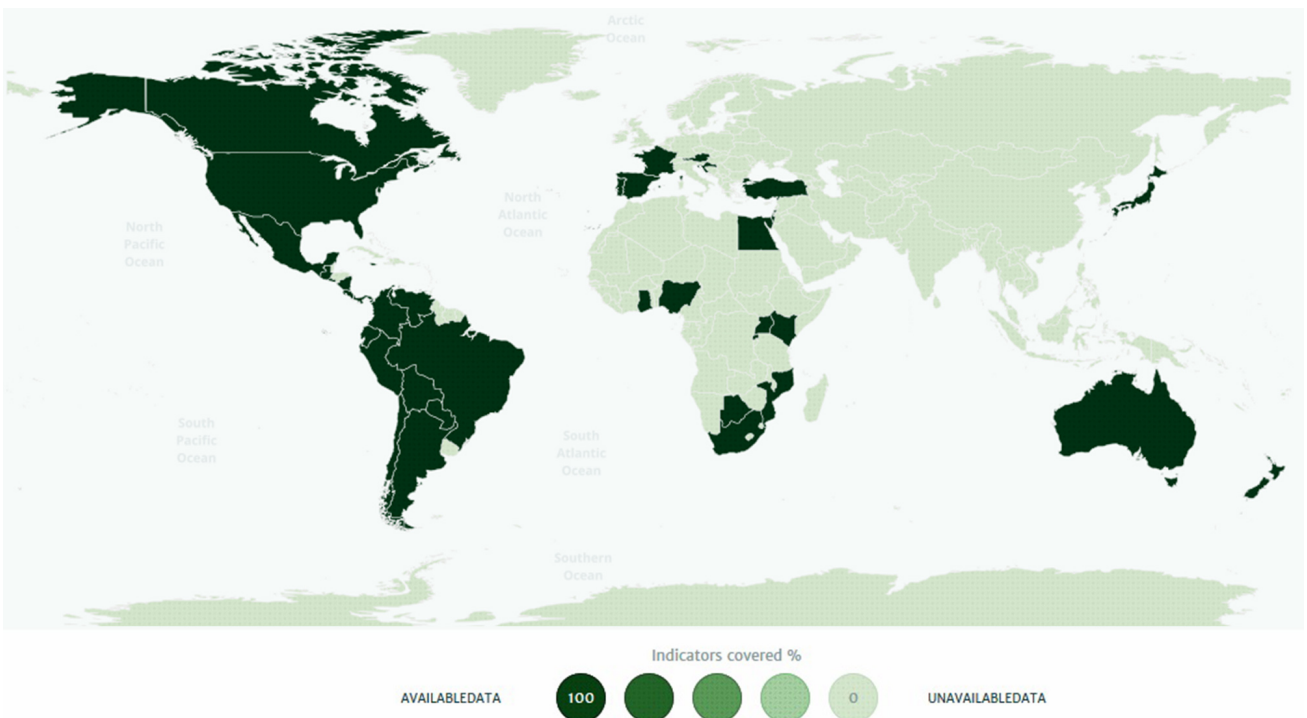 Arctic
Ocean
North
Pacific
Ocean
North
Atlantic
Ocean
South
Pacific
Ocean
South
Atlantic
Ocean
Southern
Ocean
Indicators covered %
AVAILABLEDATA 100 0 UNAVAILABLEDATA